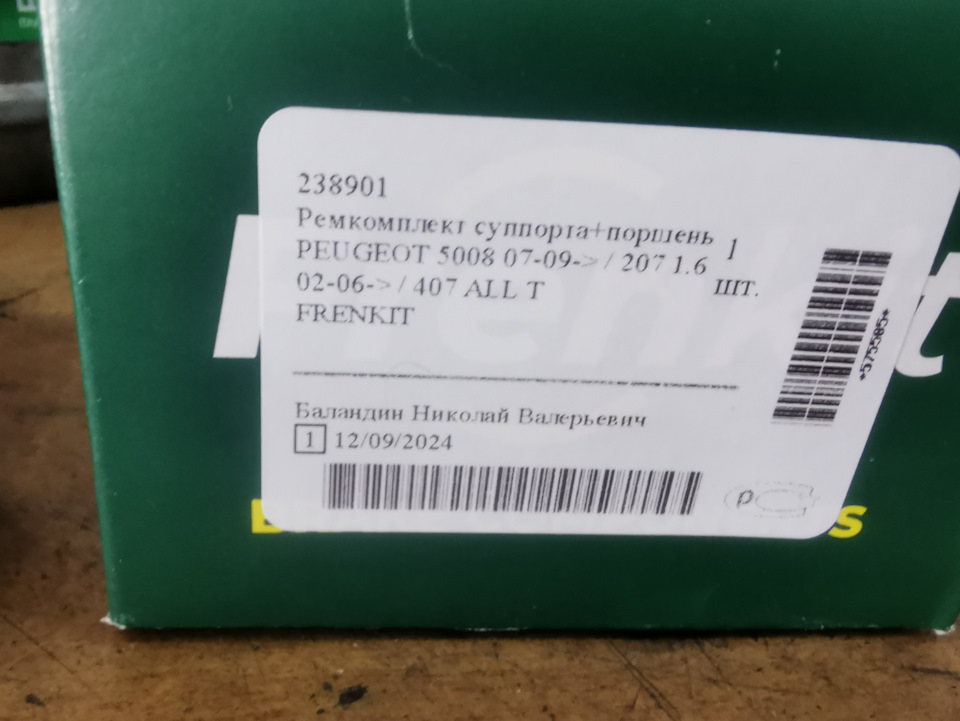 238901
Ремкомплект суппорта+поршень
PEUGEOT 5008 07-09-> / 207 1.6
02-06-> / 407 ALL T
FRENKIT
1
шт.
*575505*
Баландин Николай Валерьевич
1 12/09/2024